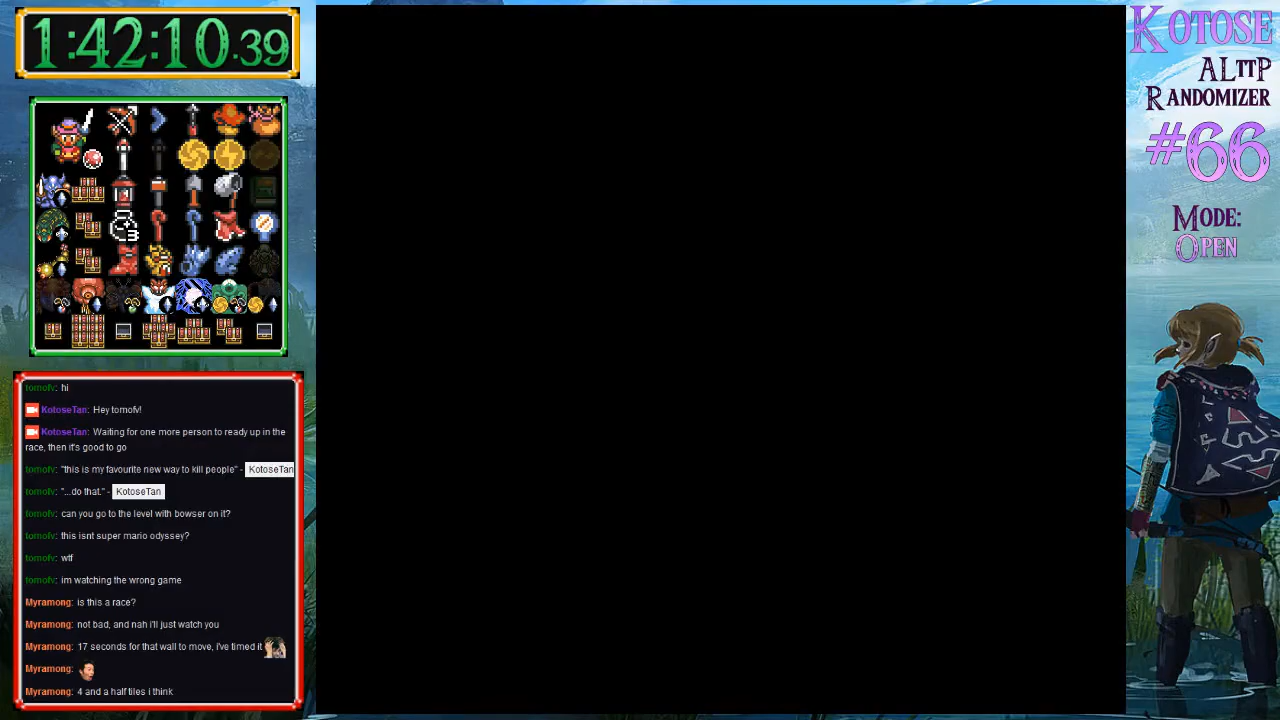 1:42:10.39
KOTOSE
ALTTP
RANDOMIZER
#66
MODE:
OPEN
tomofv: hi
KotoseTan: Hey tomofv!
KotoseTan: Waiting for one more person to ready up in the
race, then it's good to go
tomofv: "this is my favourite new way to kill people" - KotoseTan
tomofv: "...do that." - KotoseTan
tomofv: can you go to the level with bowser on it?
tomofv: this isnt super mario odyssey?
tomofv: wtf
tomofv: im watching the wrong game
Myramong: is this a race?
Myramong: not bad, and nah i'll just watch you
Myramong: 17 seconds for that wall to move, i've timed it
Myramong:
Myramong: 4 and a half tiles i think